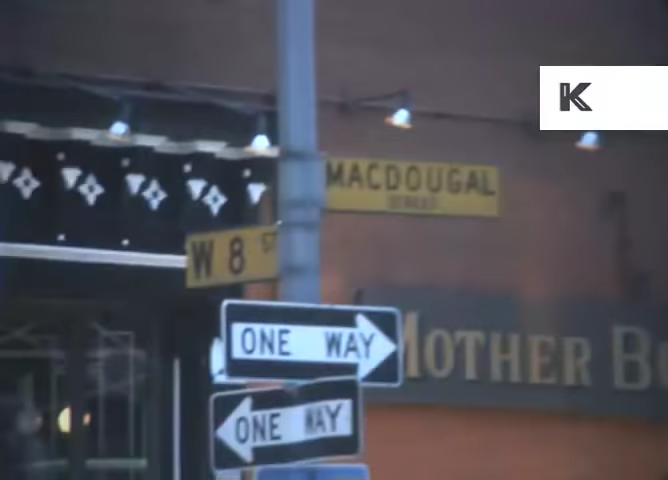 K
MACDOUGAL
STREET
W 8 ST
ONE WAY
MOTHER
ONE WAY